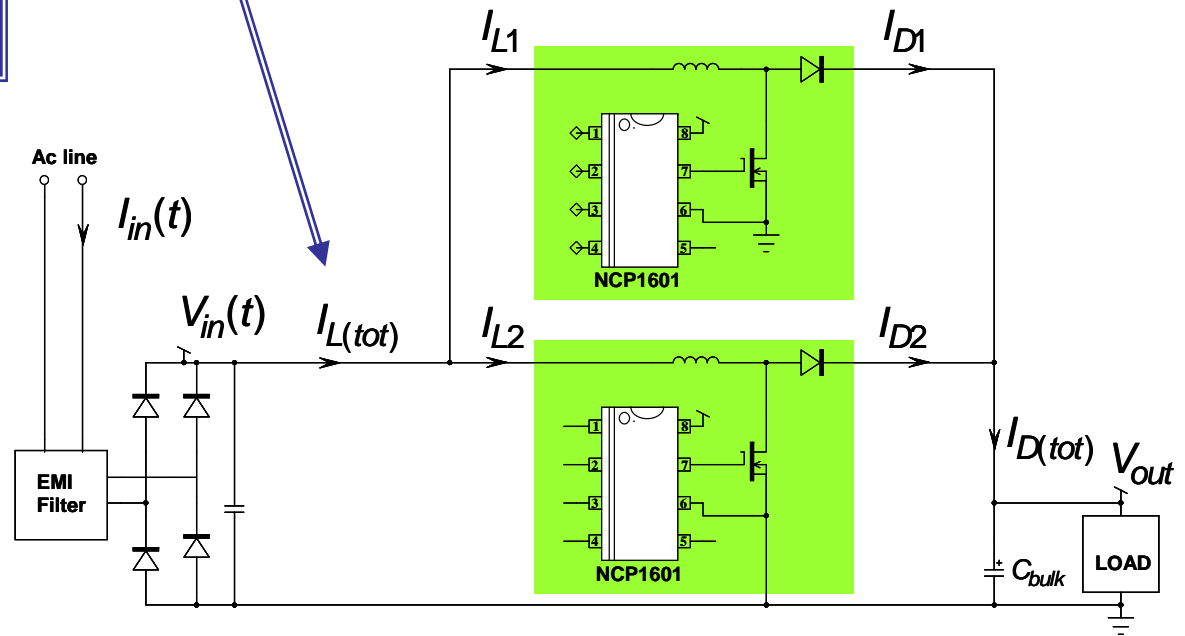 I_L1
I_D1
1
2
3
4
8
7
6
5
NCP1601
Ac line
I_in(t)
V_in(t)
I_L(tot)
I_L2
I_D2
1
2
3
4
8
7
6
5
NCP1601
EMI
Filter
I_D(tot)
V_out
+
C_bulk
LOAD